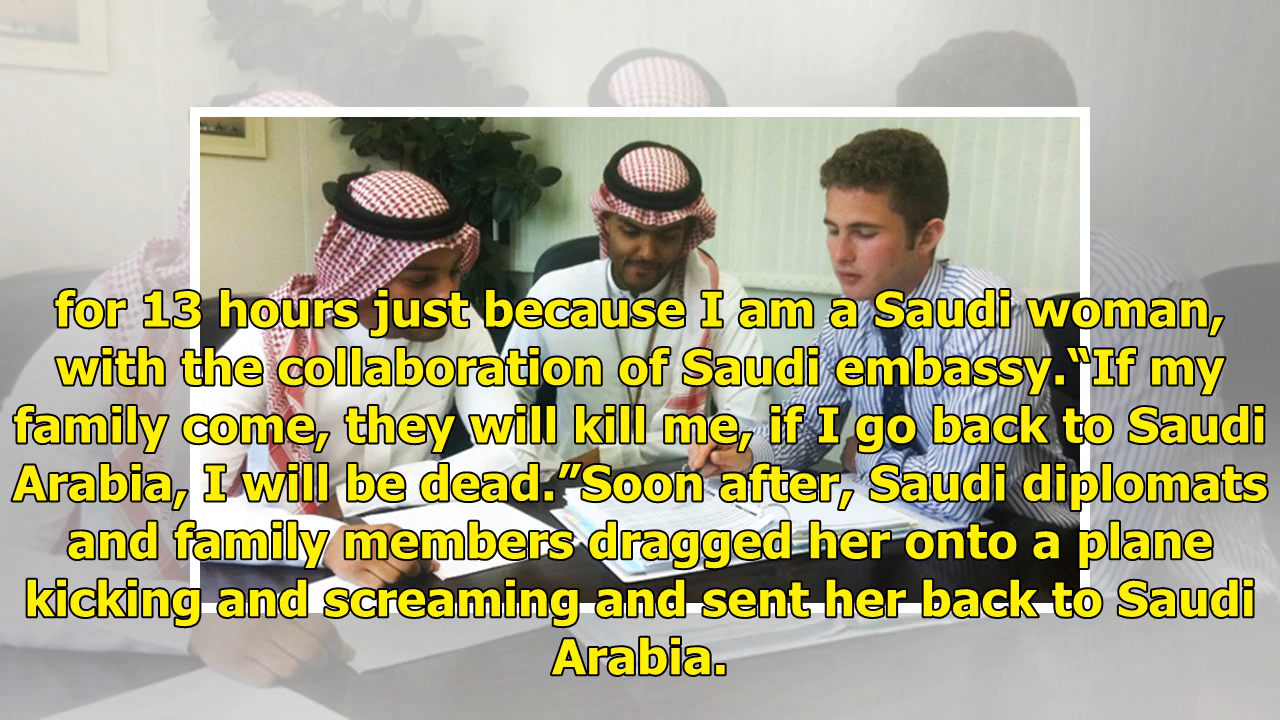 for 13 hours just because I am a Saudi woman,
with the collaboration of Saudi embassy.“If my
family come, they will kill me, if I go back to Saudi
Arabia, I will be dead.”Soon after, Saudi diplomats
and family members dragged her onto a plane
kicking and screaming and sent her back to Saudi
Arabia.